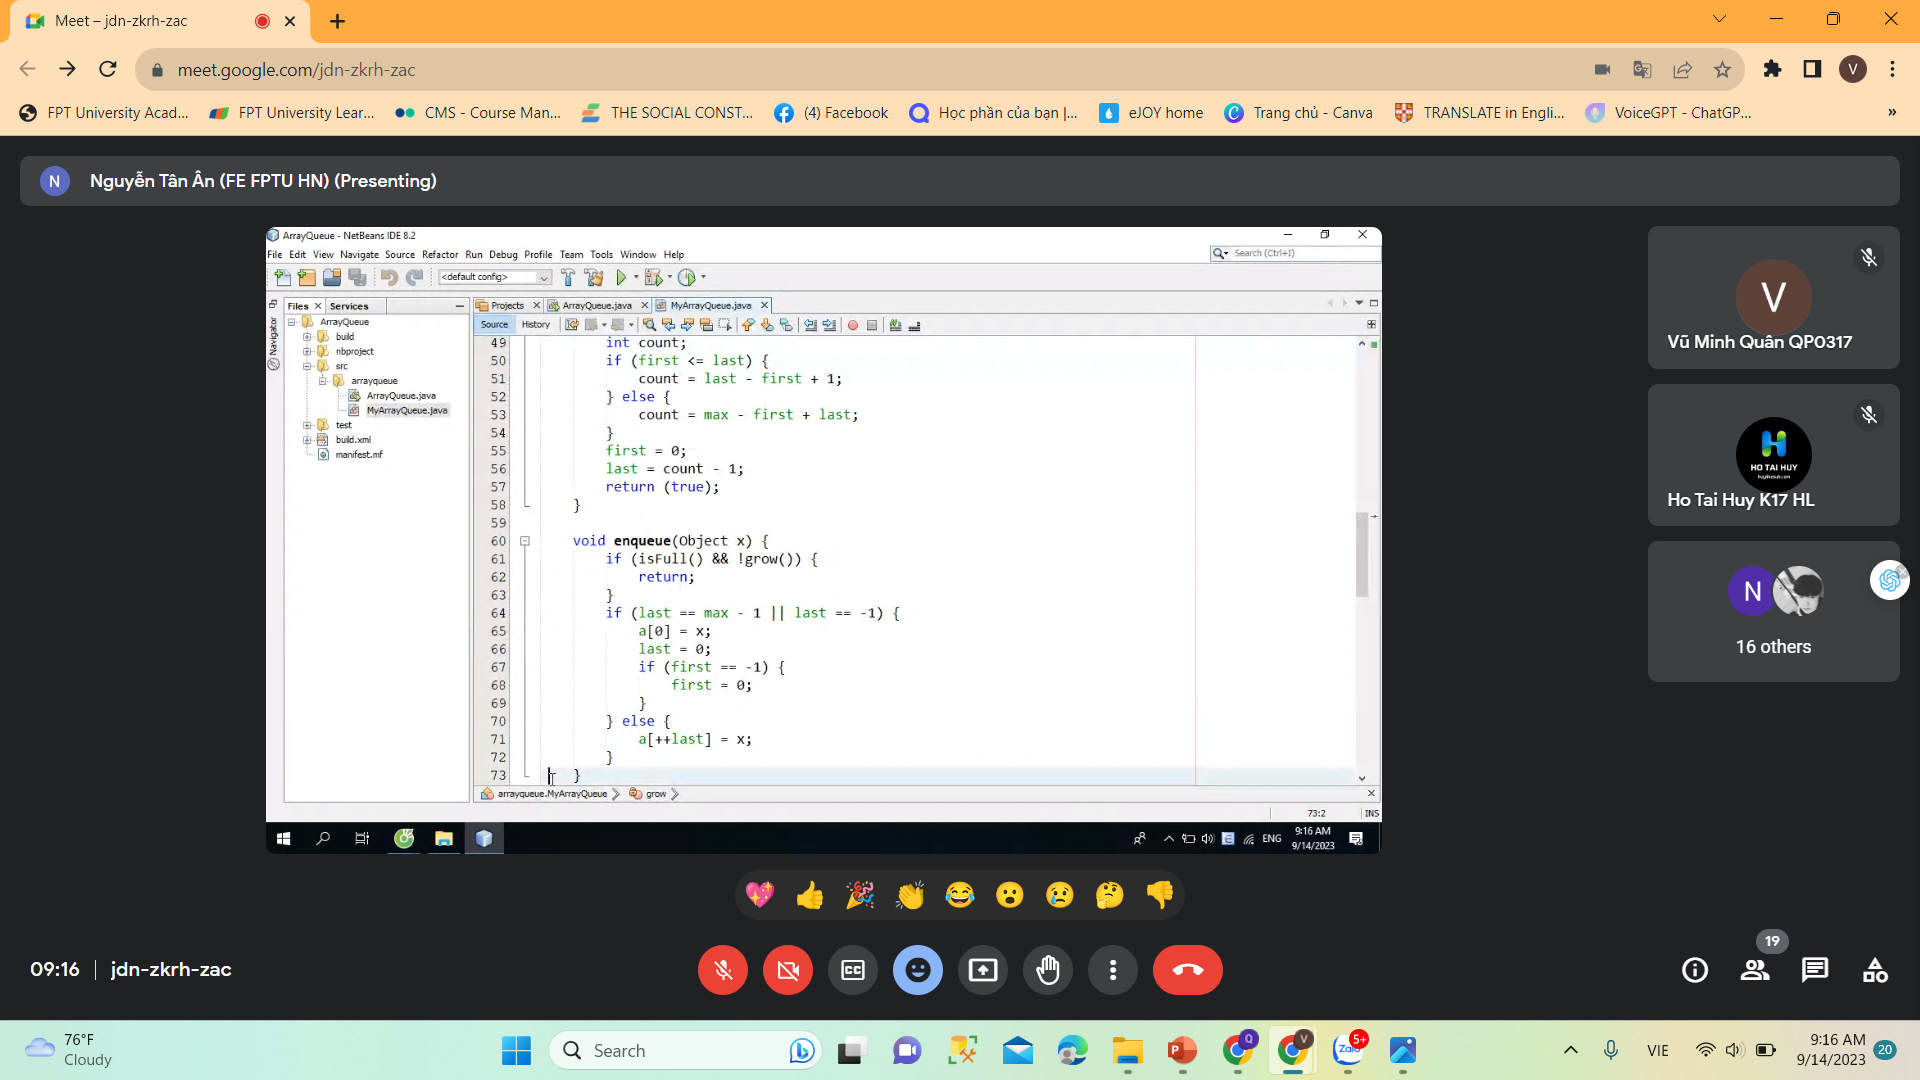 Meet – jdn-zkrh-zac
meet.google.com/jdn-zkrh-zac
V
FPT University Acad...
FPT University Lear...
CMS - Course Man...
THE SOCIAL CONST...
(4) Facebook
Học phần của bạn |...
eJOY home
Trang chủ - Canva
TRANSLATE in Engli...
VoiceGPT - ChatGP...
»
N
Nguyễn Tân Ân (FE FPTU HN) (Presenting)
ArrayQueue - NetBeans IDE 8.2
File Edit View Navigate Source Refactor Run Debug Profile Team Tools Window Help
Search (Ctrl+I)
<default config>
Files
Services
Projects
ArrayQueue.java
MyArrayQueue.java
Navigator
Source
History
ArrayQueue
build
nbproject
src
arrayqueue
ArrayQueue.java
MyArrayQueue.java
test
build.xml
manifest.mf
49 int count;
50 if (first <= last) {
51 count = last - first + 1;
52 } else {
53 count = max - first + last;
54 }
55 first = 0;
56 last = count - 1;
57 return (true);
58 }
59
60 void enqueue(Object x) {
61 if (isFull() && !grow()) {
62 return;
63 }
64 if (last == max - 1 || last == -1) {
65 a[0] = x;
66 last = 0;
67 if (first == -1) {
68 first = 0;
69 }
70 } else {
71 a[++last] = x;
72 }
73 }
arrayqueue.MyArrayQueue
grow
73:2
INS
ENG
9:16 AM
9/14/2023
V
Vũ Minh Quân QP0317
HO TAI HUY
Ho Tai Huy K17 HL
N
16 others
09:16
jdn-zkrh-zac
CC
19
76°F
Cloudy
Search
Q
V
Zalo
5+
VIE
9:16 AM
9/14/2023
20